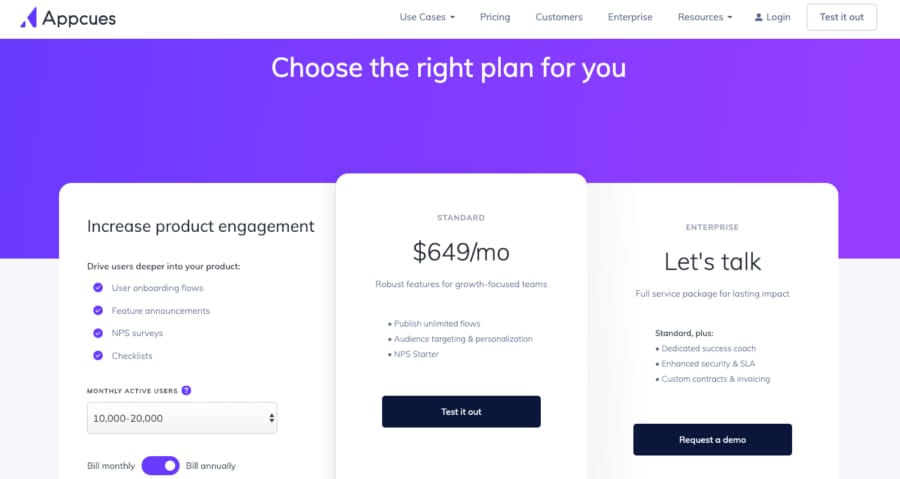 Appcues
Use Cases
Pricing
Customers
Enterprise
Resources
Login
Test it out
Choose the right plan for you
Increase product engagement
Drive users deeper into your product:
User onboarding flows
Feature announcements
NPS surveys
Checklists
MONTHLY ACTIVE USERS ?
10,000-20,000
Bill monthly
Bill annually
STANDARD
$649/mo
Robust features for growth-focused teams
• Publish unlimited flows
• Audience targeting & personalization
• NPS Starter
Test it out
ENTERPRISE
Let's talk
Full service package for lasting impact
Standard, plus:
• Dedicated success coach
• Enhanced security & SLA
• Custom contracts & invoicing
Request a demo